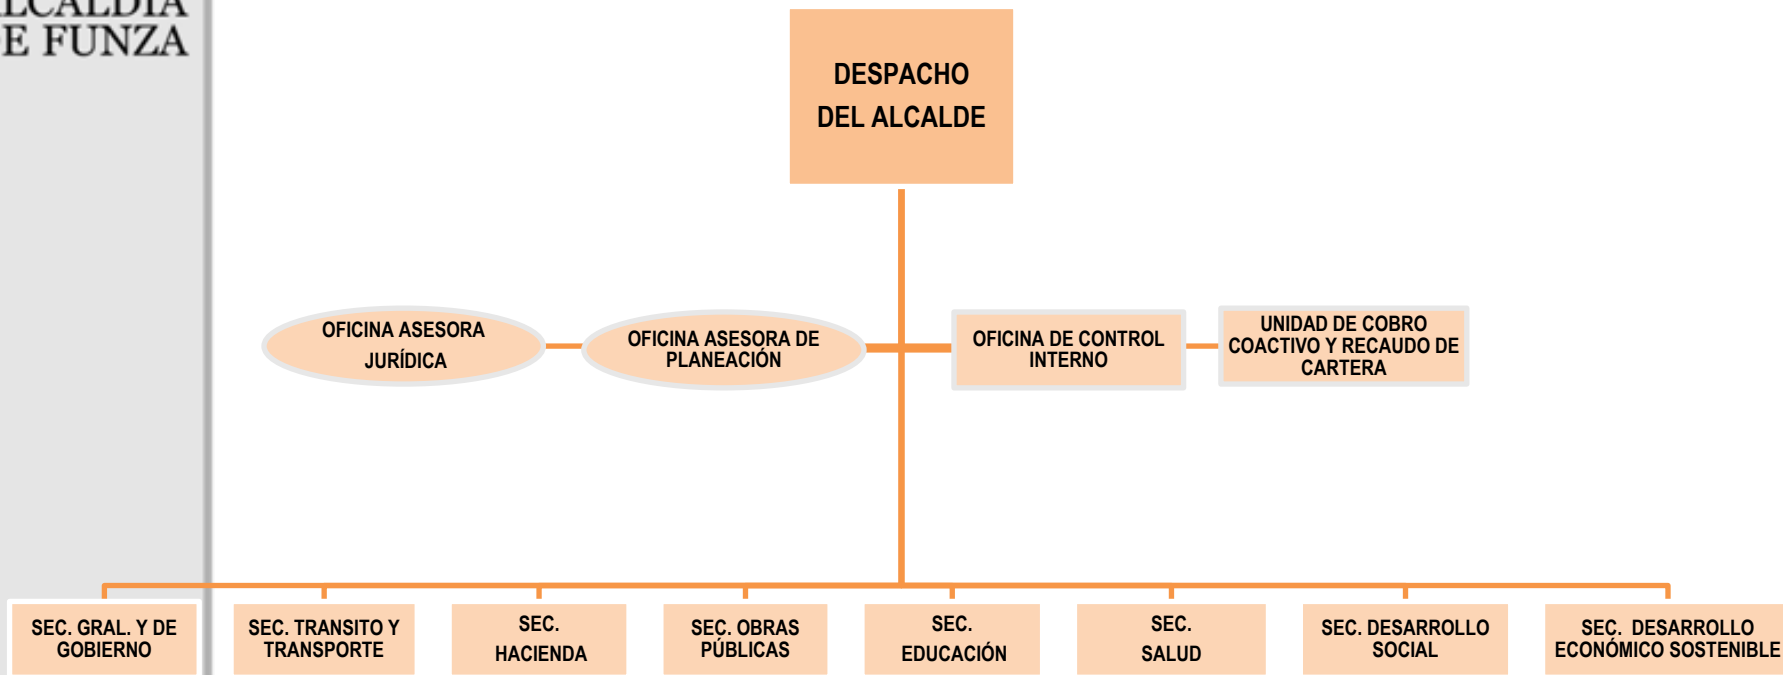 DE FUNZA
DESPACHO
DEL ALCALDE
OFICINA ASESORA
JURÍDICA
OFICINA ASESORA DE
PLANEACIÓN
OFICINA DE CONTROL
INTERNO
UNIDAD DE COBRO
COACTIVO Y RECAUDO DE
CARTERA
SEC. GRAL. Y DE
GOBIERNO
SEC. TRANSITO Y
TRANSPORTE
SEC.
HACIENDA
SEC. OBRAS
PÚBLICAS
SEC.
EDUCACIÓN
SEC.
SALUD
SEC. DESARROLLO
SOCIAL
SEC. DESARROLLO
ECONÓMICO SOSTENIBLE